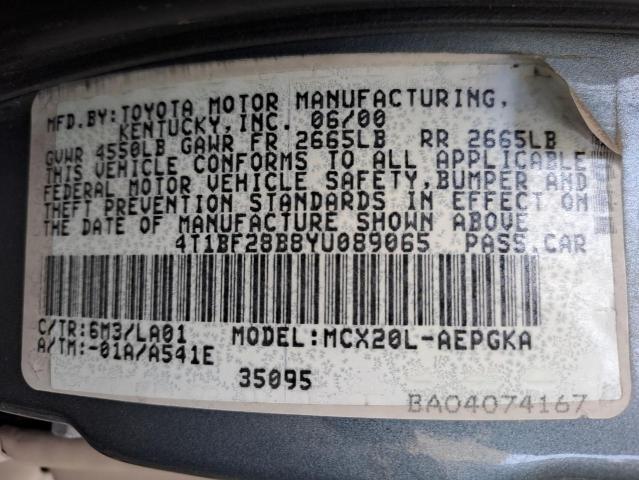 MFD.BY:TOYOTA MOTOR MANUFACTURING,
KENTUCKY,INC. 06/00
GVWR 4550LB GAWR FR 2665LB RR 2665LB
THIS VEHICLE CONFORMS TO ALL APPLICABLE
FEDERAL MOTOR VEHICLE SAFETY,BUMPER AND
THEFT PREVENTION STANDARDS IN EFFECT ON
THE DATE OF MANUFACTURE SHOWN ABOVE
4T1BF28B8YU089065 PASS.CAR
C/TR:6M3/LA01 MODEL:MCX20L-AEPGKA
A/TM:-01A/A541E
35095
BA04074167